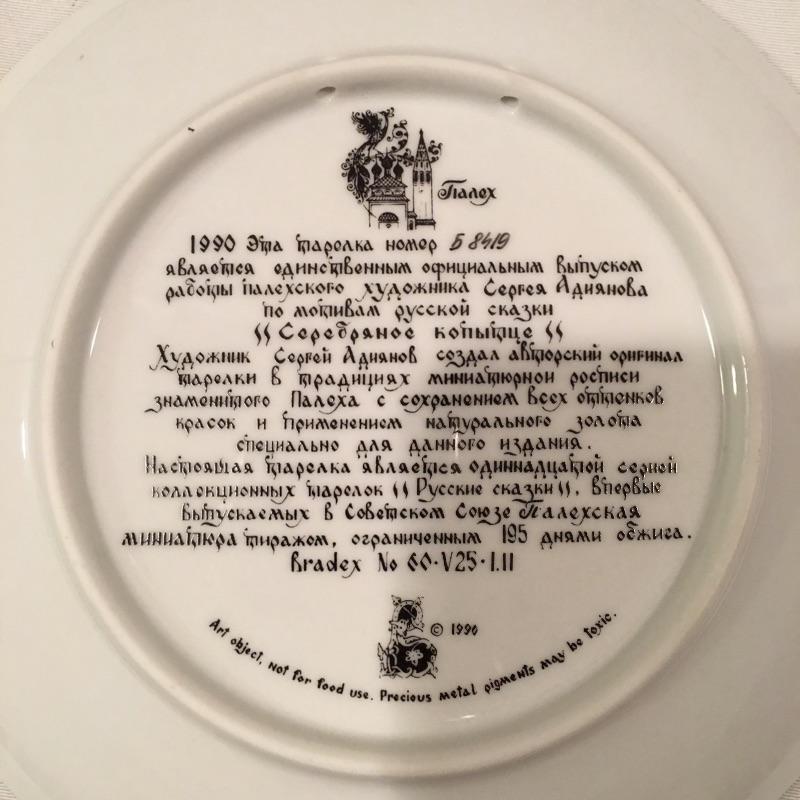 Палех
1990 Эта тарелка номер Б 8419
является единственным официальным выпуском
работы палехского художника Сергея Адиянова
по мотивам русской сказки
"Серебряное копытце"
Художник Сергей Адиянов создал авторский оригинал
тарелки в традициях миниатюрной росписи
знаменитого Палеха с сохранением всех оттенков
красок и применением натурального золота
специально для данного издания.
Настоящая тарелка является одиннадцатой серией
коллекционных тарелок "Русские сказки", впервые
выпускаемых в Советском Союзе Палехская
миниатюра тиражом, ограниченным 195 днями обжига.
Bradex No 60·V25·1.11
© 1990
Art object, not for food use. Precious metal pigments may be toxic.